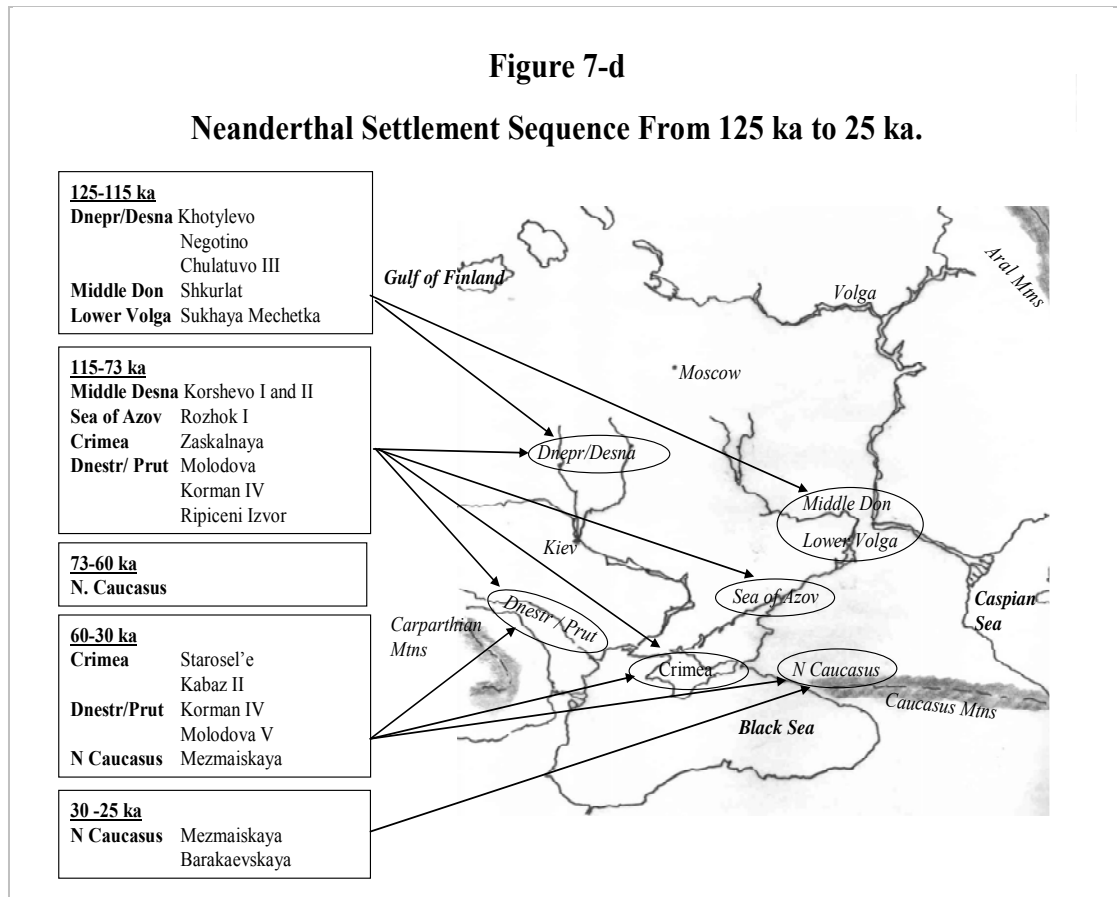 Figure 7-d
Neanderthal Settlement Sequence From 125 ka to 25 ka.
125-115 ka
Dnepr/Desna Khotylevo
Negotino
Chulatuvo III
Middle Don Shkurlat
Lower Volga Sukhaya Mechetka
115-73 ka
Middle Desna Korshevo I and II
Sea of Azov Rozhok I
Crimea Zaskalnaya
Dnestr/ Prut Molodova
Korman IV
Ripiceni Izvor
73-60 ka
N. Caucasus
60-30 ka
Crimea Starosel'e
Kabaz II
Dnestr/Prut Korman IV
Molodova V
N Caucasus Mezmaiskaya
30 -25 ka
N Caucasus Mezmaiskaya
Barakaevskaya
Gulf of Finland
Volga
Aral Mtns
*Moscow
Dnepr/Desna
Middle Don
Lower Volga
Kiev
Sea of Azov
Caspian
Sea
Dnestr / Prut
Carparthian
Mtns
Crimea
N Caucasus
Caucasus Mtns
Black Sea